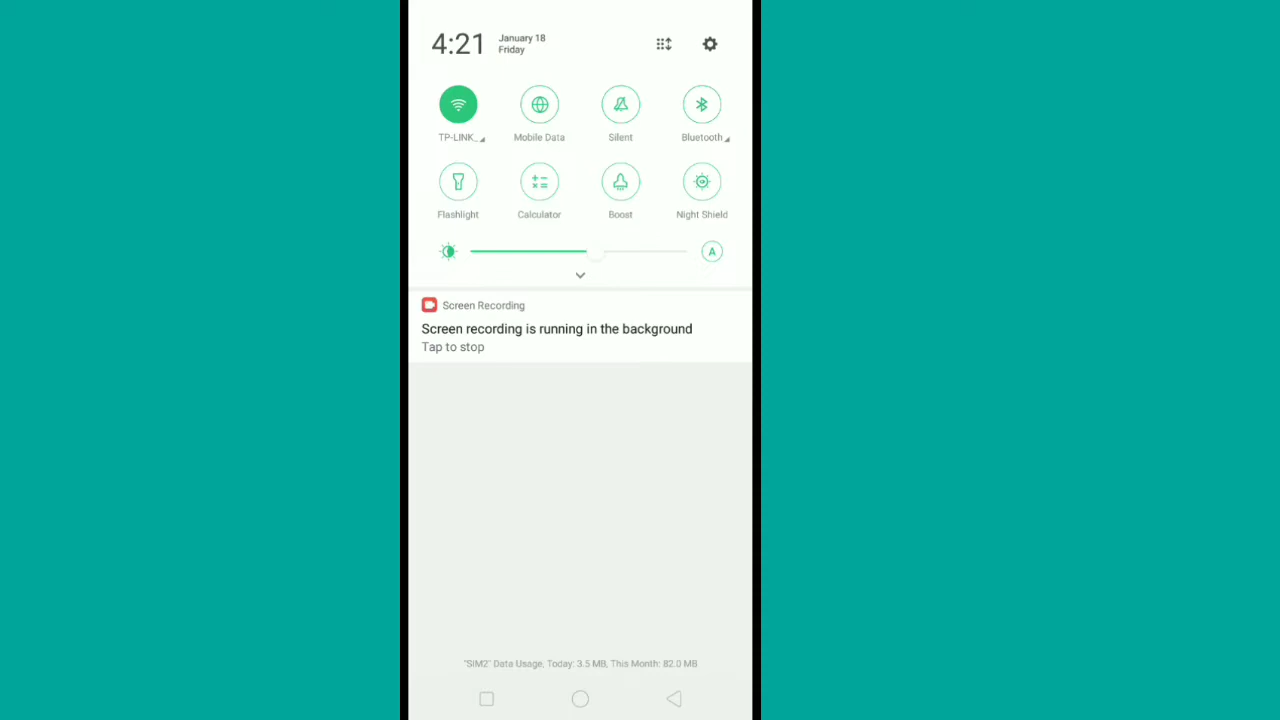 4:21
January 18
Friday
TP-LINK_
Mobile Data
Silent
Bluetooth
Flashlight
Calculator
Boost
Night Shield
A
Screen Recording
Screen recording is running in the background
Tap to stop
"SIM2" Data Usage, Today: 3.5 MB, This Month: 82.0 MB